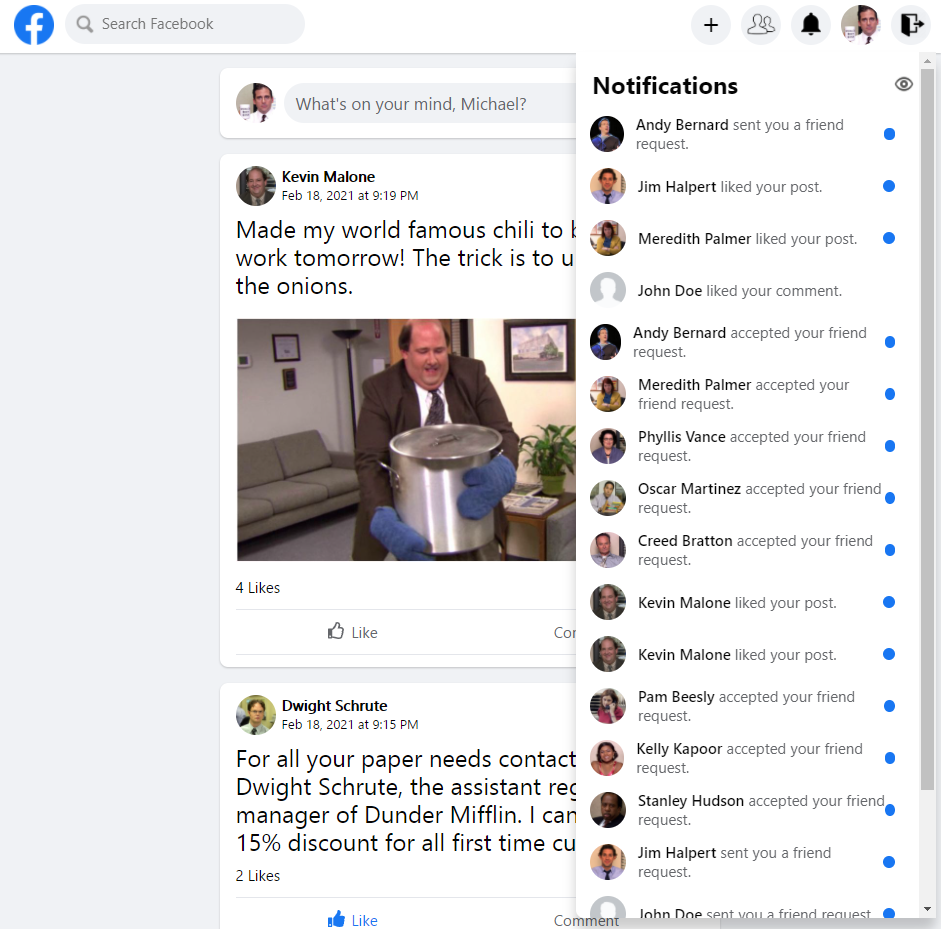 Search Facebook
What's on your mind, Michael?
Kevin Malone
Feb 18, 2021 at 9:19 PM
Made my world famous chili to b
work tomorrow! The trick is to u
the onions.
4 Likes
Like
Con
Dwight Schrute
Feb 18, 2021 at 9:15 PM
For all your paper needs contact
Dwight Schrute, the assistant reg
manager of Dunder Mifflin. I can
15% discount for all first time cu
2 Likes
Like
Comment
Notifications
Andy Bernard sent you a friend
request.
Jim Halpert liked your post.
Meredith Palmer liked your post.
John Doe liked your comment.
Andy Bernard accepted your friend
request.
Meredith Palmer accepted your
friend request.
Phyllis Vance accepted your friend
request.
Oscar Martinez accepted your friend
request.
Creed Bratton accepted your friend
request.
Kevin Malone liked your post.
Kevin Malone liked your post.
Pam Beesly accepted your friend
request.
Kelly Kapoor accepted your friend
request.
Stanley Hudson accepted your friend
request.
Jim Halpert sent you a friend
request.
John Doe sent you a friend request.